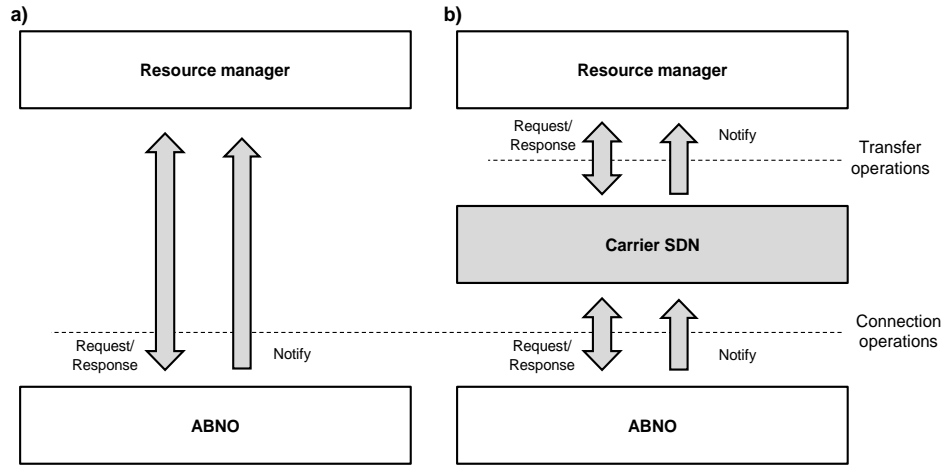 a)
Resource manager
Request/
Response
Notify
ABNO
b)
Resource manager
Request/
Response
Notify
Transfer
operations
Carrier SDN
Request/
Response
Notify
Connection
operations
ABNO